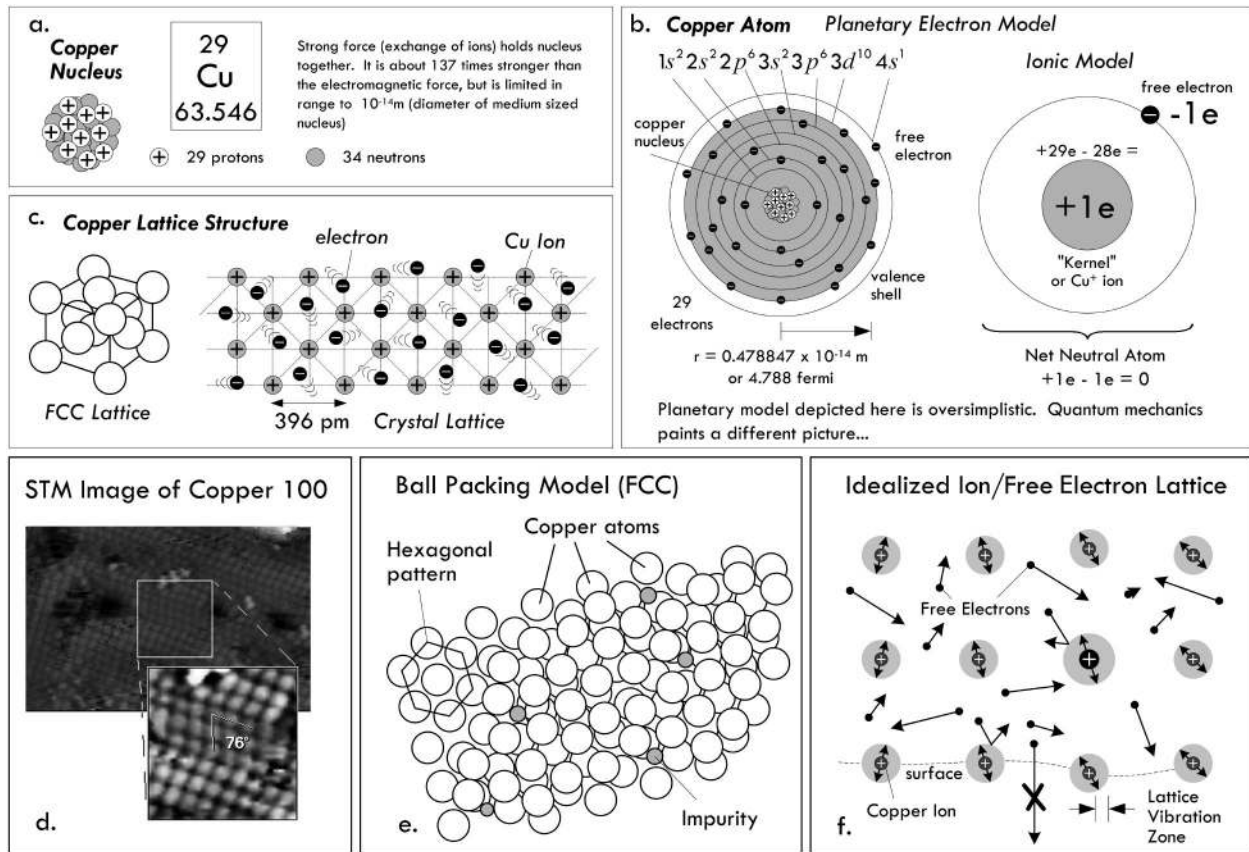 a.
Copper
Nucleus
29
Cu
63.546
Strong force (exchange of ions) holds nucleus
together. It is about 137 times stronger than
the electromagnetic force, but is limited in
range to 10⁻¹⁴m (diameter of medium sized
nucleus)
+ 29 protons
34 neutrons
b. Copper Atom Planetary Electron Model
1s² 2s² 2p⁶ 3s² 3p⁶ 3d¹⁰ 4s¹
copper
nucleus
free
electron
valence
shell
29
electrons
r = 0.478847 x 10⁻¹⁴ m
or 4.788 fermi
Ionic Model
free electron
-1e
+29e - 28e =
+1e
"Kernel"
or Cu⁺ ion
Net Neutral Atom
+1e - 1e = 0
Planetary model depicted here is oversimplistic. Quantum mechanics
paints a different picture...
c. Copper Lattice Structure
electron
Cu Ion
FCC Lattice
396 pm
Crystal Lattice
STM Image of Copper 100
76°
d.
Ball Packing Model (FCC)
Copper atoms
Hexagonal
pattern
Impurity
e.
Idealized Ion/Free Electron Lattice
Free Electrons
surface
Copper Ion
Lattice
Vibration
Zone
f.